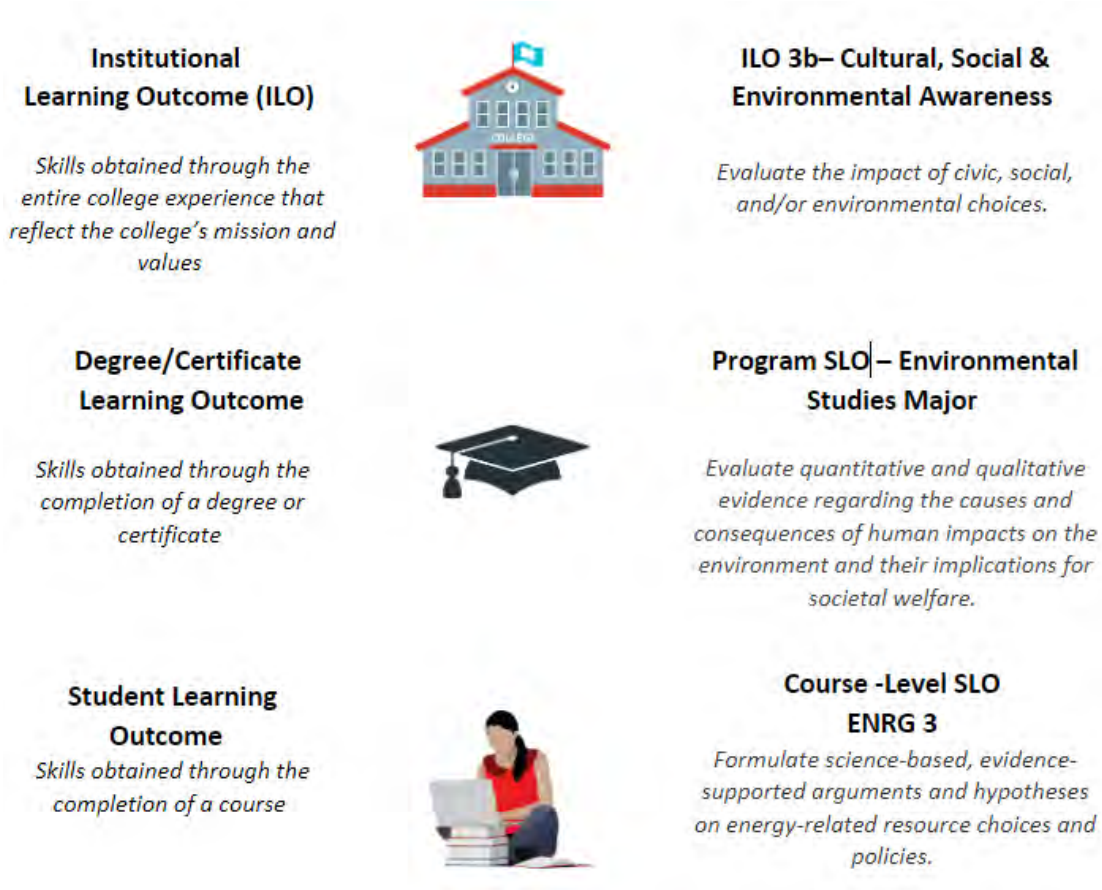 Institutional
Learning Outcome (ILO)
Skills obtained through the
entire college experience that
reflect the college's mission and
values
COLLEGE
ILO 3b– Cultural, Social &
Environmental Awareness
Evaluate the impact of civic, social,
and/or environmental choices.
Degree/Certificate
Learning Outcome
Skills obtained through the
completion of a degree or
certificate
Program SLO – Environmental
Studies Major
Evaluate quantitative and qualitative
evidence regarding the causes and
consequences of human impacts on the
environment and their implications for
societal welfare.
Student Learning
Outcome
Skills obtained through the
completion of a course
Course -Level SLO
ENRG 3
Formulate science-based, evidence-
supported arguments and hypotheses
on energy-related resource choices and
policies.